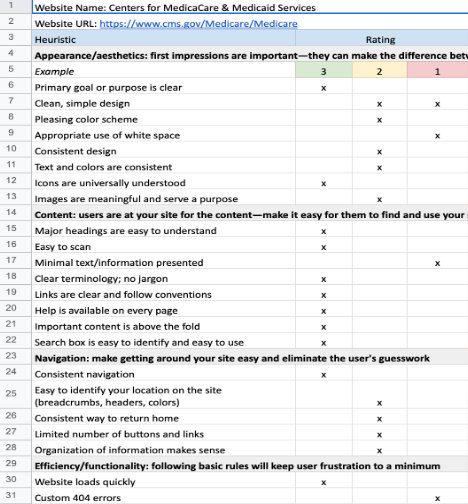 1 Website Name: Centers for MedicaCare & Medicaid Services
2 Website URL: https://www.cms.gov/Medicare/Medicare
3 Heuristic Rating
4 Appearance/aesthetics: first impressions are important—they can make the difference betw
5 Example 3 2 1
6 Primary goal or purpose is clear x
7 Clean, simple design x x
8 Pleasing color scheme x
9 Appropriate use of white space x
10 Consistent design x
11 Text and colors are consistent x
12 Icons are universally understood x
13 Images are meaningful and serve a purpose x
14 Content: users are at your site for the content—make it easy for them to find and use your
15 Major headings are easy to understand x
16 Easy to scan x
17 Minimal text/information presented x
18 Clear terminology; no jargon x
19 Links are clear and follow conventions x
20 Help is available on every page x
21 Important content is above the fold x
22 Search box is easy to identify and easy to use x
23 Navigation: make getting around your site easy and eliminate the user's guesswork
24 Consistent navigation x
25 Easy to identify your location on the site
(breadcrumbs, headers, colors) x
26 Consistent way to return home x
27 Limited number of buttons and links x
28 Organization of information makes sense x
29 Efficiency/functionality: following basic rules will keep user frustration to a minimum
30 Website loads quickly x
31 Custom 404 errors x